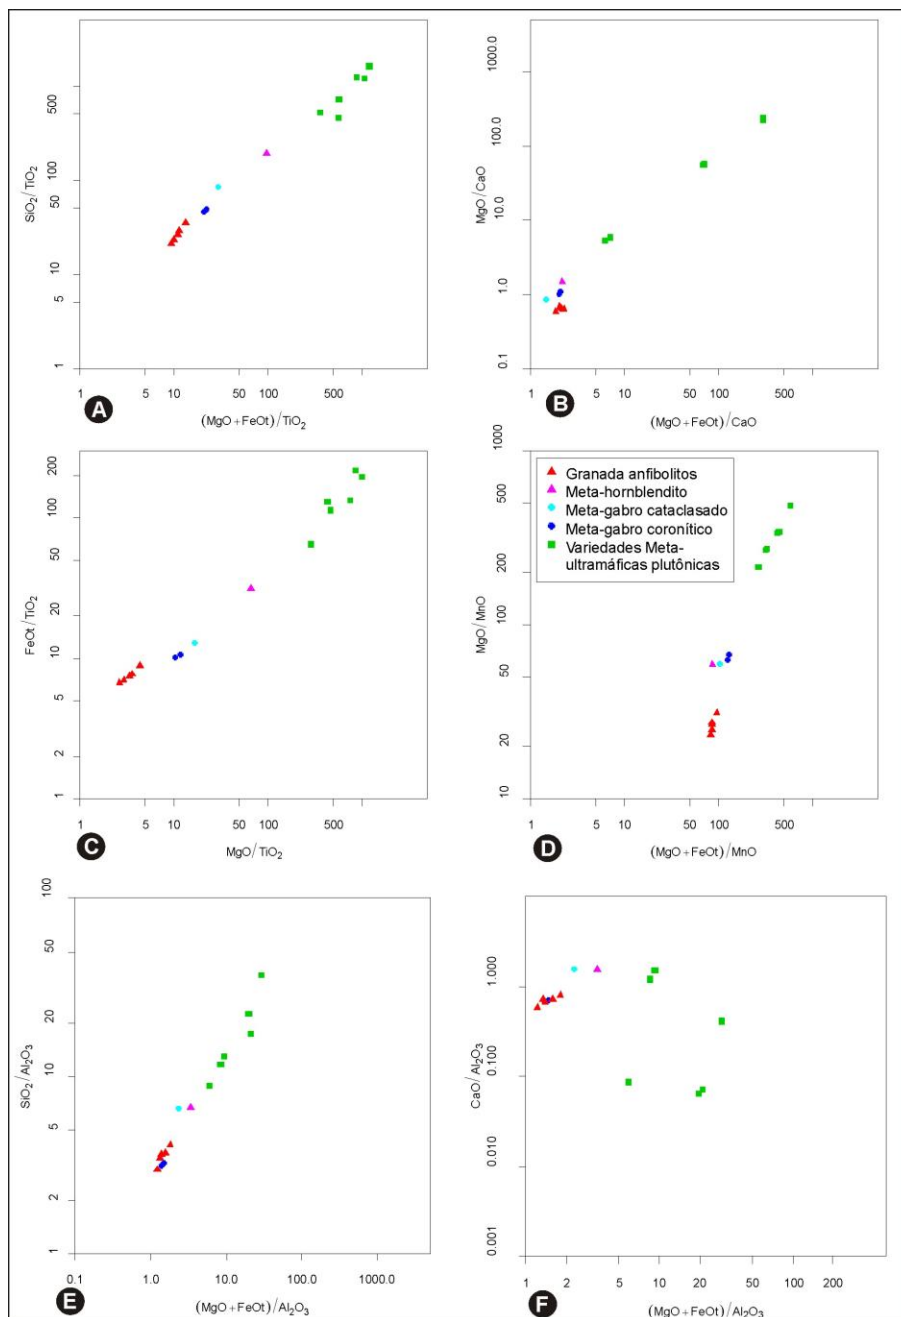 SiO2/TiO2
500
100
50
10
5
1
1 5 10 50 100 500
A
(MgO+FeOt)/TiO2
MgO/CaO
1000.0
100.0
10.0
1.0
0.1
1 5 10 50 100 500
B
(MgO+FeOt)/CaO
FeOt/TiO2
200
100
50
20
10
5
2
1
1 5 10 50 100 500
C
MgO/TiO2
MgO/MnO
1000
500
200
100
50
20
10
Granada anfibolitos
Meta-hornblendito
Meta-gabro cataclasado
Meta-gabro coronítico
Variedades Meta-
ultramáficas plutônicas
1 5 10 50 100 500
D
(MgO+FeOt)/MnO
SiO2/Al2O3
100
50
20
10
5
2
1
0.1 1.0 10.0 100.0 1000.0
E
(MgO+FeOt)/Al2O3
CaO/Al2O3
1.000
0.100
0.010
0.001
1 2 5 10 20 50 100 200
F
(MgO+FeOt)/Al2O3